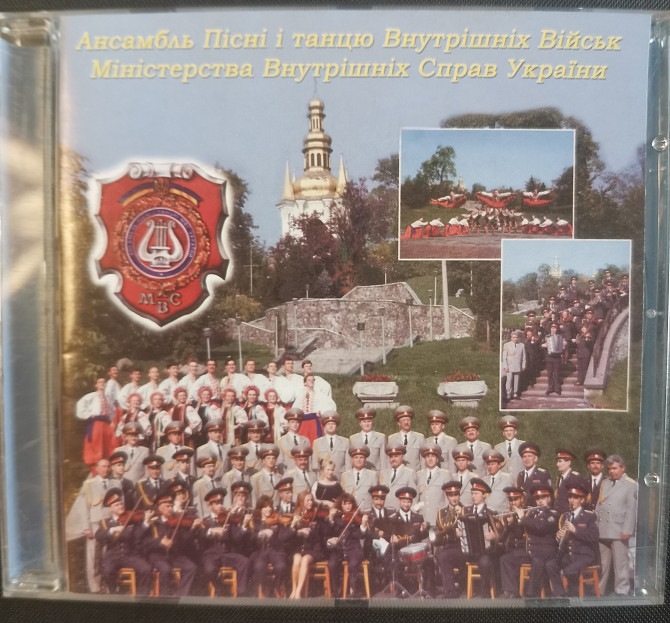 Ансамбль Пісні і танцю Внутрішніх Військ
Міністерства Внутрішніх Справ України
МВС